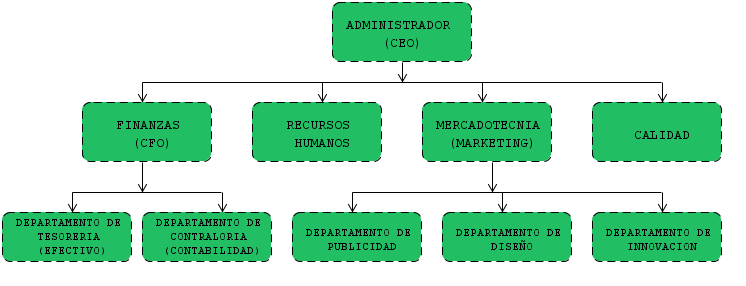 ADMINISTRADOR
(CEO)
FINANZAS
(CFO)
RECURSOS
HUMANOS
MERCADOTECNIA
(MARKETING)
CALIDAD
DEPARTAMENTO DE
TESORERIA
(EFECTIVO)
DEPARTAMENTO DE
CONTRALORIA
(CONTABILIDAD)
DEPARTAMENTO DE
PUBLICIDAD
DEPARTAMENTO DE
DISEÑO
DEPARTAMENTO DE
INNOVACION